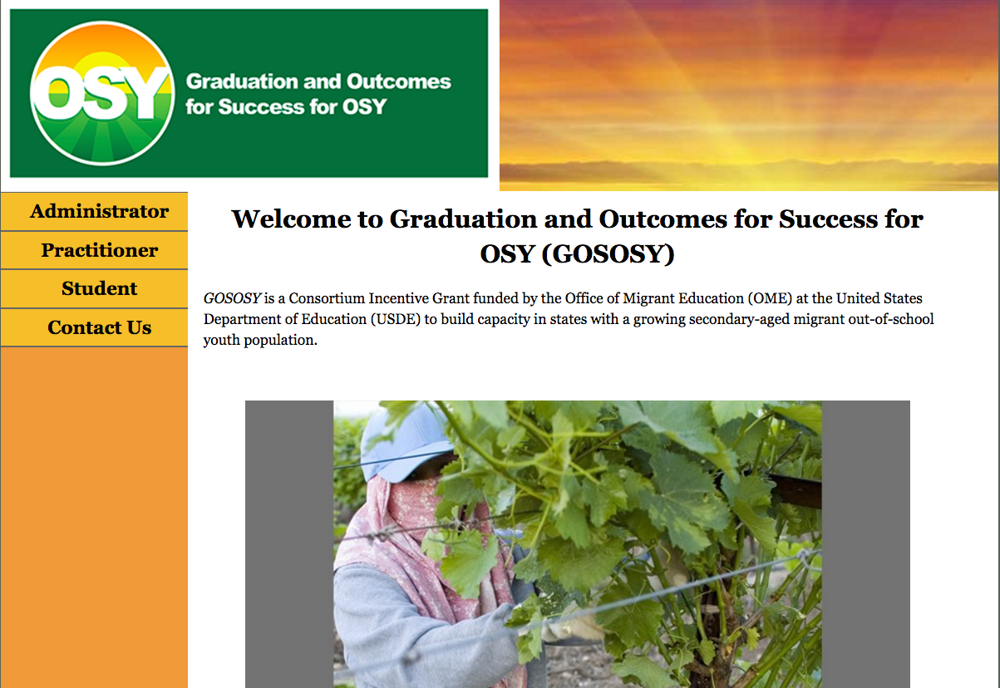 OSY
Graduation and Outcomes
for Success for OSY
Administrator
Practitioner
Student
Contact Us
Welcome to Graduation and Outcomes for Success for
OSY (GOSOSY)
GOSOSY is a Consortium Incentive Grant funded by the Office of Migrant Education (OME) at the United States
Department of Education (USDE) to build capacity in states with a growing secondary-aged migrant out-of-school
youth population.